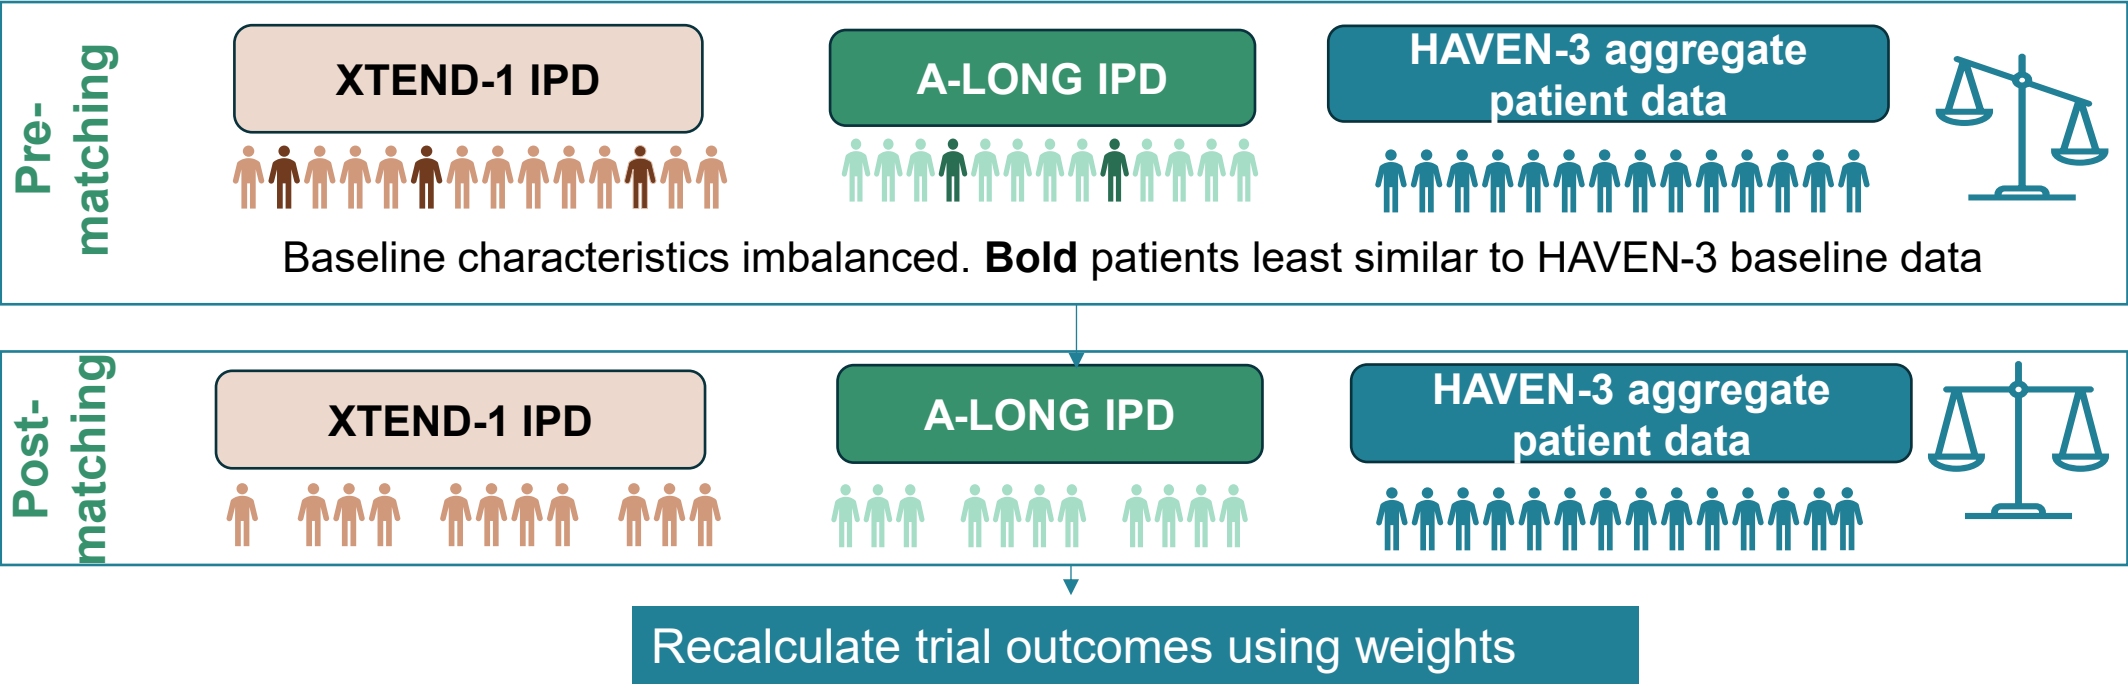 Pre-
matching
XTEND-1 IPD
A-LONG IPD
HAVEN-3 aggregate
patient data
Baseline characteristics imbalanced. Bold patients least similar to HAVEN-3 baseline data
Post-
matching
XTEND-1 IPD
A-LONG IPD
HAVEN-3 aggregate
patient data
Recalculate trial outcomes using weights